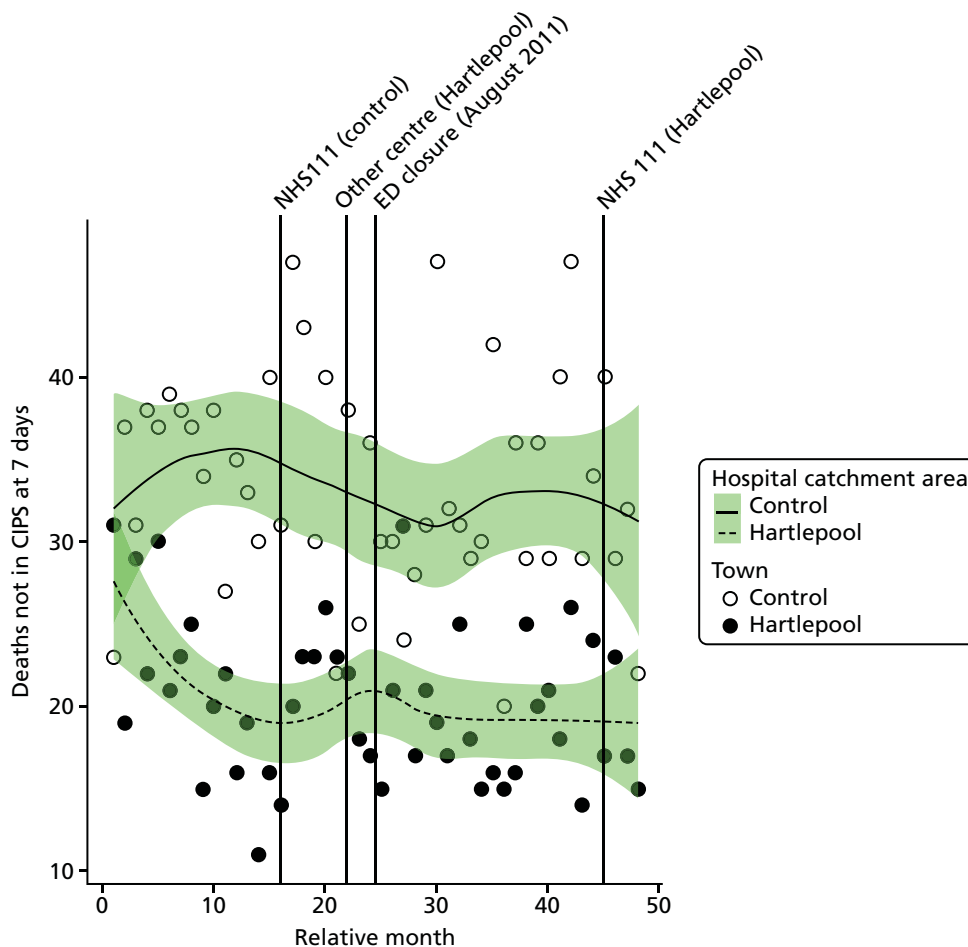 NHS111 (control)
Other centre (Hartlepool)
ED closure (August 2011)
NHS 111 (Hartlepool)
Deaths not in CIPS at 7 days
40
30
20
10
0 10 20 30 40 50
Relative month
Hospital catchment area
Control
Hartlepool
Town
Control
Hartlepool